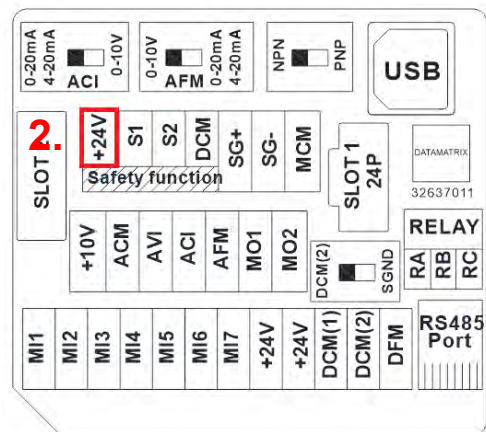 0-20mA
4-20mA
ACI
0-10V
0-10V
AFM
0-20mA
4-20mA
NPN
PNP
USB
2.
+24V
S1
S2
DCM
SG+
SG-
MCM
Safety function
SLOT
SLOT1
24P
DATAMATRIX
32637011
+10V
ACM
AVI
ACI
AFM
MO1
MO2
DCM(2)
SGND
RELAY
RA
RB
RC
MI1
MI2
MI3
MI4
MI5
MI6
MI7
+24V
+24V
DCM(1)
DCM(2)
DFM
RS485
Port